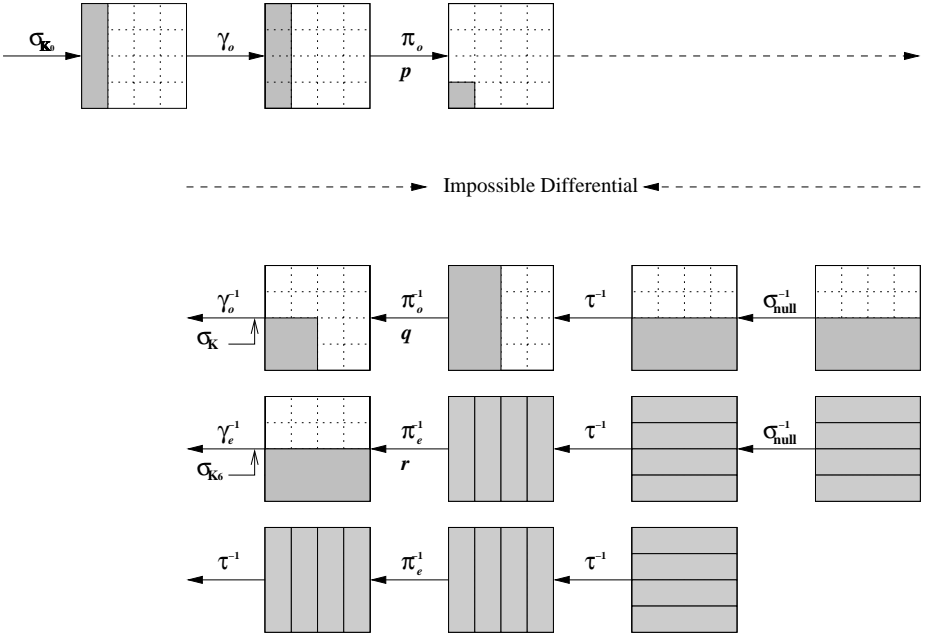 σK₀ γₒ πₒ
p
Impossible Differential
γₒ⁻¹ πₒ⁻¹ τ⁻¹ σnull⁻¹
σK q
γₑ⁻¹ πₑ⁻¹ τ⁻¹ σnull⁻¹
σK₆ r
τ⁻¹ πₑ⁻¹ τ⁻¹